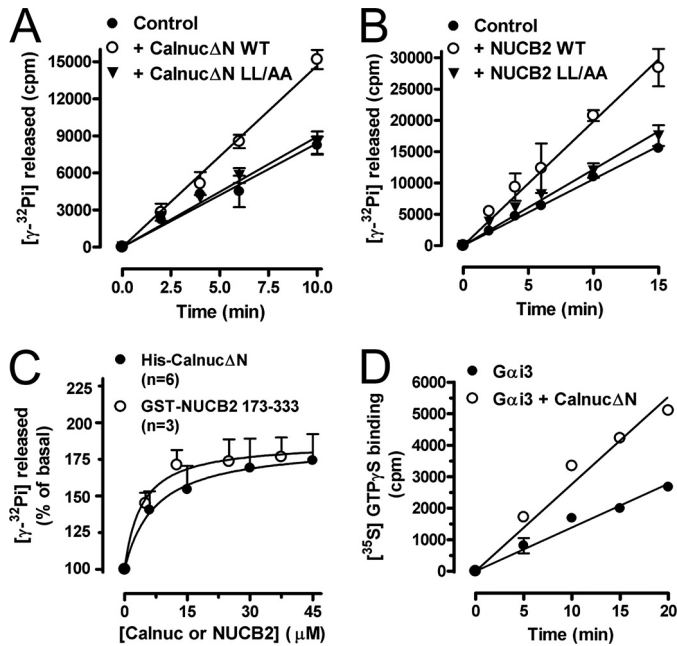 A
Control
+ CalnucΔN WT
+ CalnucΔN LL/AA
[γ-³²Pi] released (cpm)
15000
12000
9000
6000
3000
0
0.0 2.5 5.0 7.5 10.0
Time (min)
B
Control
+ NUCB2 WT
+ NUCB2 LL/AA
[γ-³²Pi] released (cpm)
30000
25000
20000
15000
10000
5000
0
0 5 10 15
Time (min)
C
His-CalnucΔN
(n=6)
GST-NUCB2 173-333
(n=3)
[γ-³²Pi] released
(% of basal)
225
200
175
150
125
100
0 15 30 45
[Calnuc or NUCB2] (μM)
D
Gαi3
Gαi3 + CalnucΔN
[³⁵S] GTPγS binding
(cpm)
6000
5000
4000
3000
2000
1000
0
0 5 10 15 20
Time (min)